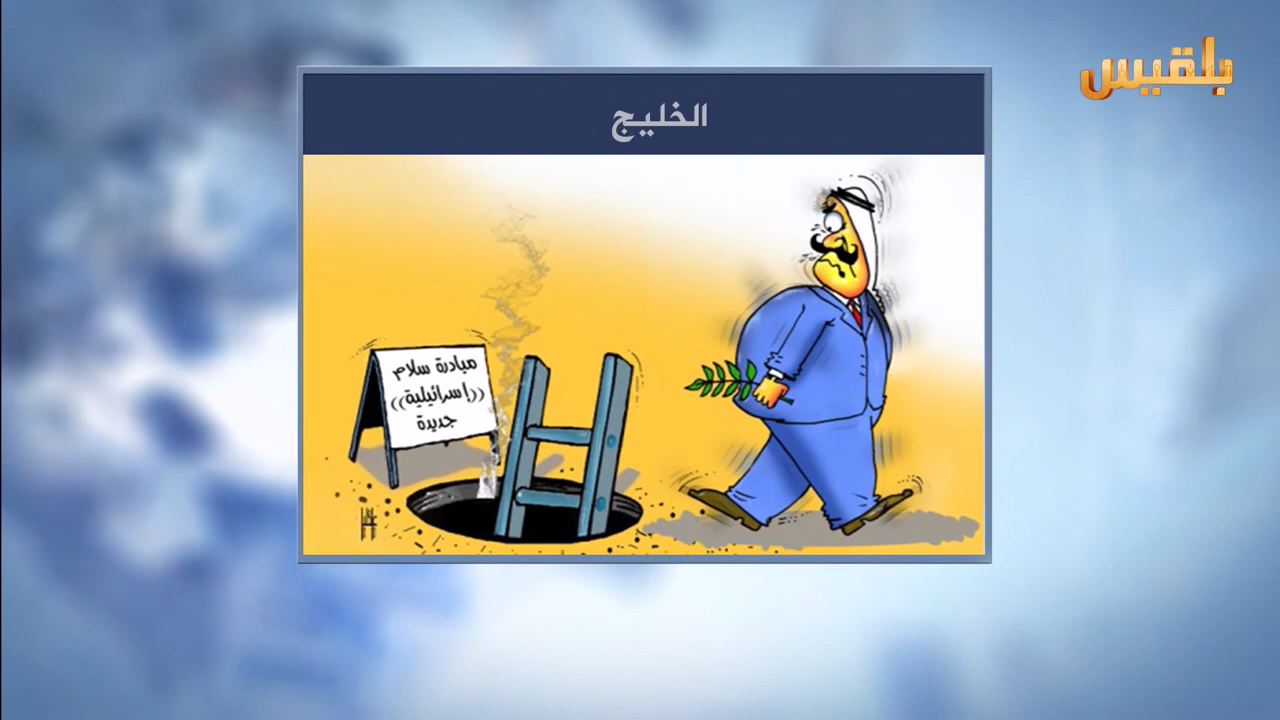 بلقيس
الخليج
مبادرة سلام
((إسرائيلية))
جديدة